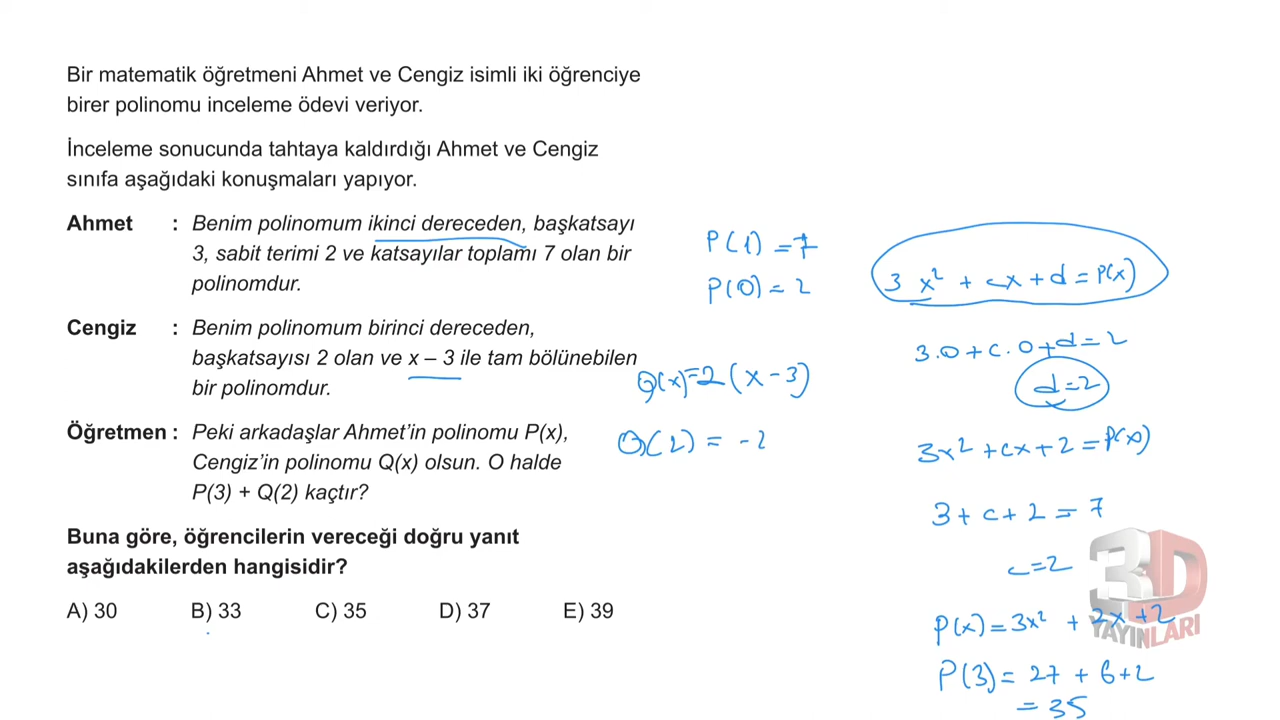 Bir matematik öğretmeni Ahmet ve Cengiz isimli iki öğrenciye
birer polinomu inceleme ödevi veriyor.
İnceleme sonucunda tahtaya kaldırdığı Ahmet ve Cengiz
sınıfa aşağıdaki konuşmaları yapıyor.
Ahmet : Benim polinomum ikinci dereceden, başkatsayı
3, sabit terimi 2 ve katsayılar toplamı 7 olan bir
polinomdur.
Cengiz : Benim polinomum birinci dereceden,
başkatsayısı 2 olan ve x – 3 ile tam bölünebilen
bir polinomdur.
Öğretmen : Peki arkadaşlar Ahmet'in polinomu P(x),
Cengiz'in polinomu Q(x) olsun. O halde
P(3) + Q(2) kaçtır?
Buna göre, öğrencilerin vereceği doğru yanıt
aşağıdakilerden hangisidir?
A) 30 B) 33 C) 35 D) 37 E) 39
P(1) = 7
P(0) = 2
Q(x) = 2(x - 3)
Q(2) = -2
3x² + cx + d = P(x)
3.0 + c.0 + d = 2
d = 2
3x² + cx + 2 = P(x)
3 + c + 2 = 7
c = 2
P(x) = 3x² + 2x + 2
P(3) = 27 + 6 + 2
= 35
3D
YAYINLARI